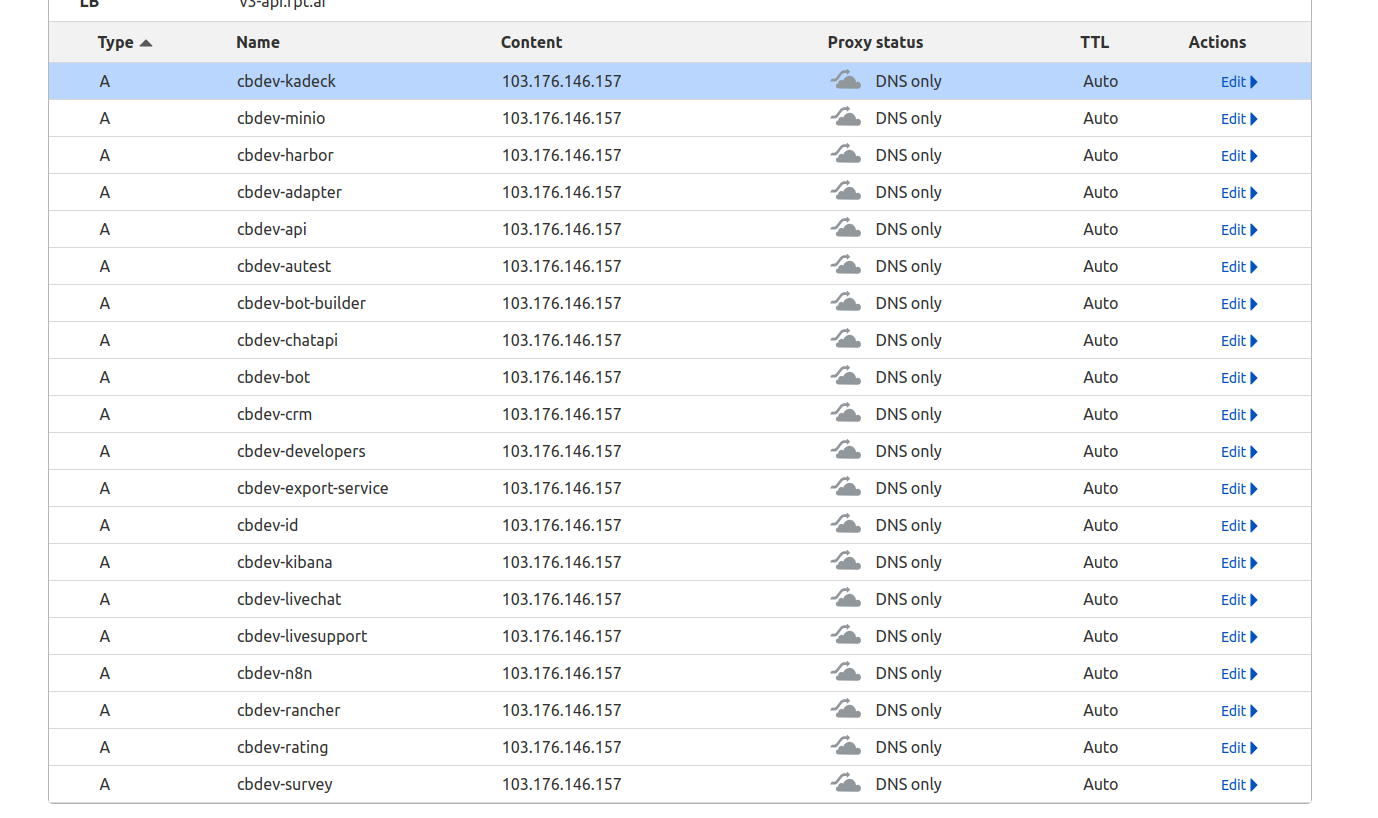 LB v3-api.rpt.ai
Type Name Content Proxy status TTL Actions
A cbdev-kadeck 103.176.146.157 DNS only Auto Edit
A cbdev-minio 103.176.146.157 DNS only Auto Edit
A cbdev-harbor 103.176.146.157 DNS only Auto Edit
A cbdev-adapter 103.176.146.157 DNS only Auto Edit
A cbdev-api 103.176.146.157 DNS only Auto Edit
A cbdev-autest 103.176.146.157 DNS only Auto Edit
A cbdev-bot-builder 103.176.146.157 DNS only Auto Edit
A cbdev-chatapi 103.176.146.157 DNS only Auto Edit
A cbdev-bot 103.176.146.157 DNS only Auto Edit
A cbdev-crm 103.176.146.157 DNS only Auto Edit
A cbdev-developers 103.176.146.157 DNS only Auto Edit
A cbdev-export-service 103.176.146.157 DNS only Auto Edit
A cbdev-id 103.176.146.157 DNS only Auto Edit
A cbdev-kibana 103.176.146.157 DNS only Auto Edit
A cbdev-livechat 103.176.146.157 DNS only Auto Edit
A cbdev-livesupport 103.176.146.157 DNS only Auto Edit
A cbdev-n8n 103.176.146.157 DNS only Auto Edit
A cbdev-rancher 103.176.146.157 DNS only Auto Edit
A cbdev-rating 103.176.146.157 DNS only Auto Edit
A cbdev-survey 103.176.146.157 DNS only Auto Edit